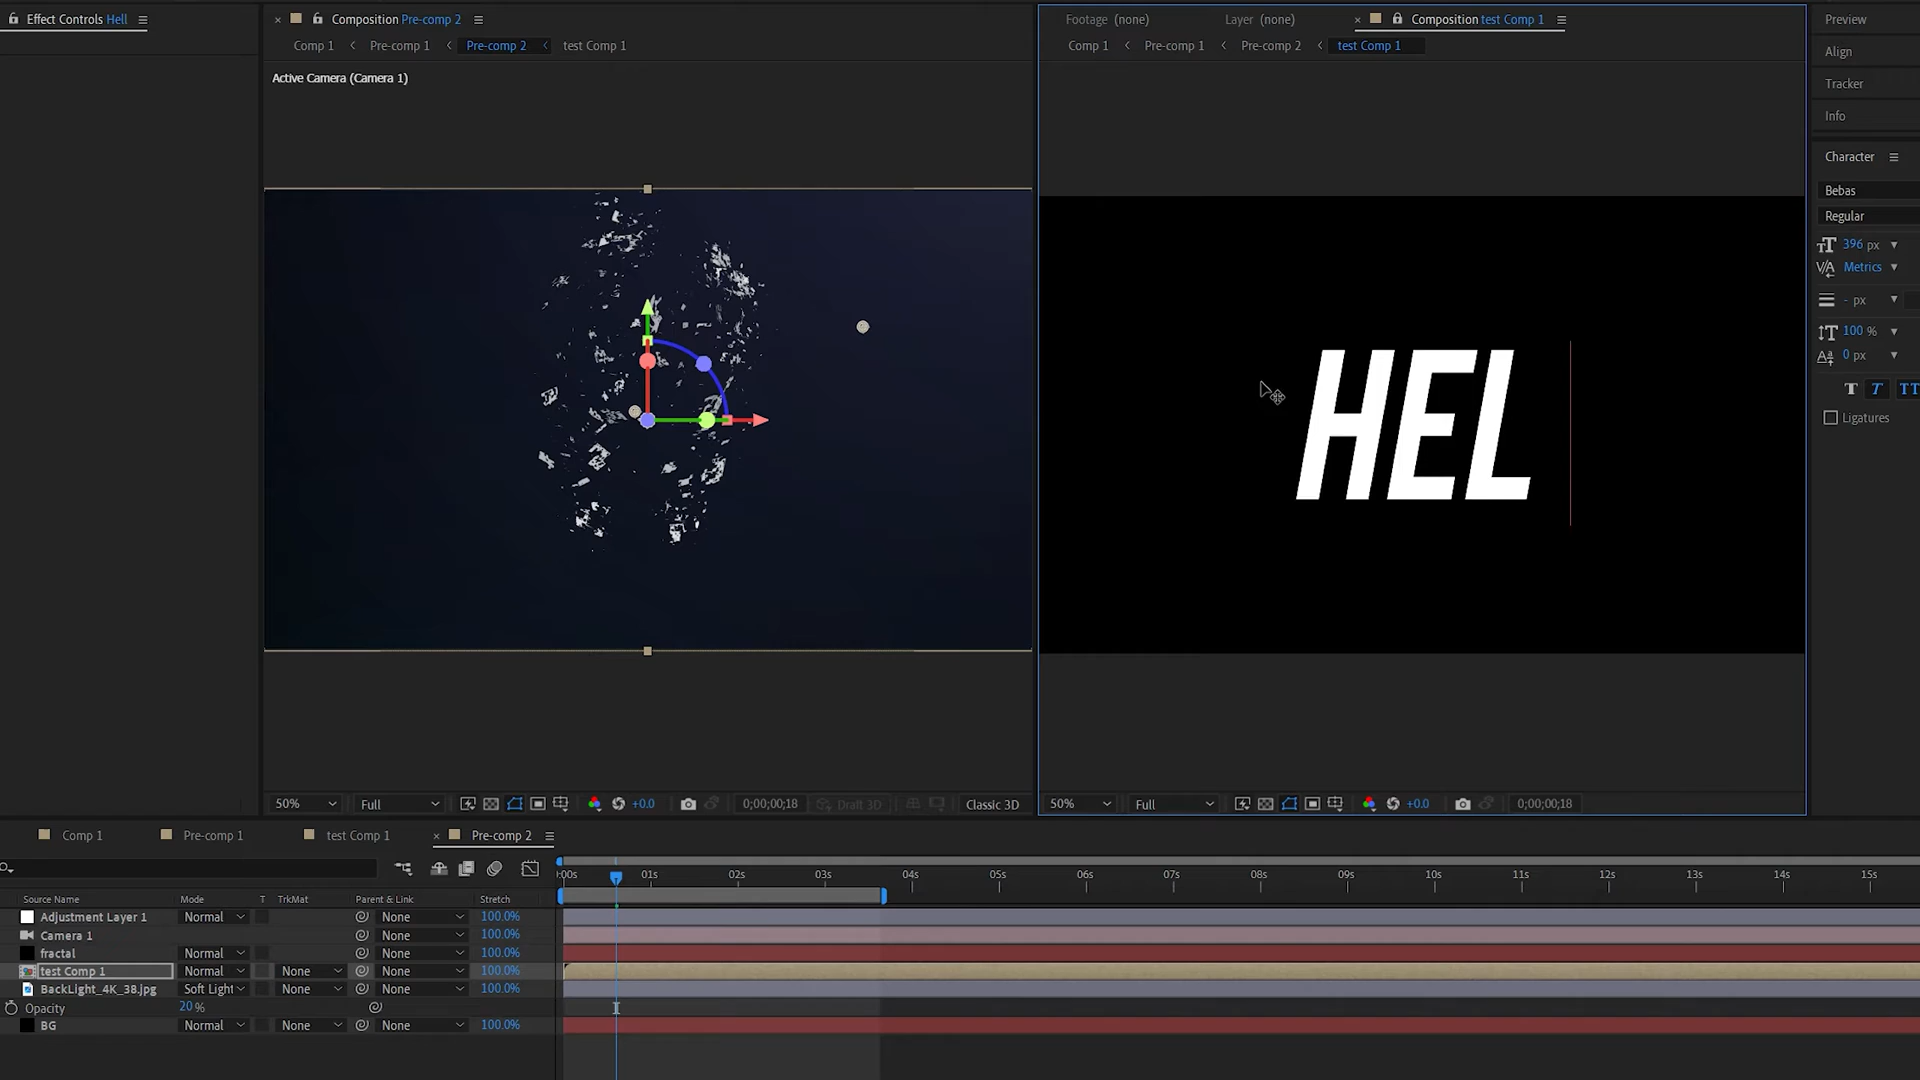 Effect Controls Hell
Composition Pre-comp 2
Footage (none)
Layer (none)
Composition test Comp 1
Preview
Comp 1
Pre-comp 1
Pre-comp 2
test Comp 1
Comp 1
Pre-comp 1
Pre-comp 2
test Comp 1
Align
Active Camera (Camera 1)
Tracker
Info
Character
Bebas
Regular
396 px
Metrics
- px
100 %
0 px
T T TT
Ligatures
HEL
50%
Full
+0.0
0;00;00;18
Draft 3D
Classic 3D
50%
Full
+0.0
0;00;00;18
Comp 1
Pre-comp 1
test Comp 1
Pre-comp 2
:00s 01s 02s 03s 04s 05s 06s 07s 08s 09s 10s 11s 12s 13s 14s 15s
Source Name Mode T TrkMat Parent & Link Stretch
Adjustment Layer 1 Normal None 100.0%
Camera 1 None 100.0%
fractal Normal None 100.0%
test Comp 1 Normal None None 100.0%
BackLight_4K_38.jpg Soft Light None None 100.0%
Opacity 20 %
BG Normal None None 100.0%